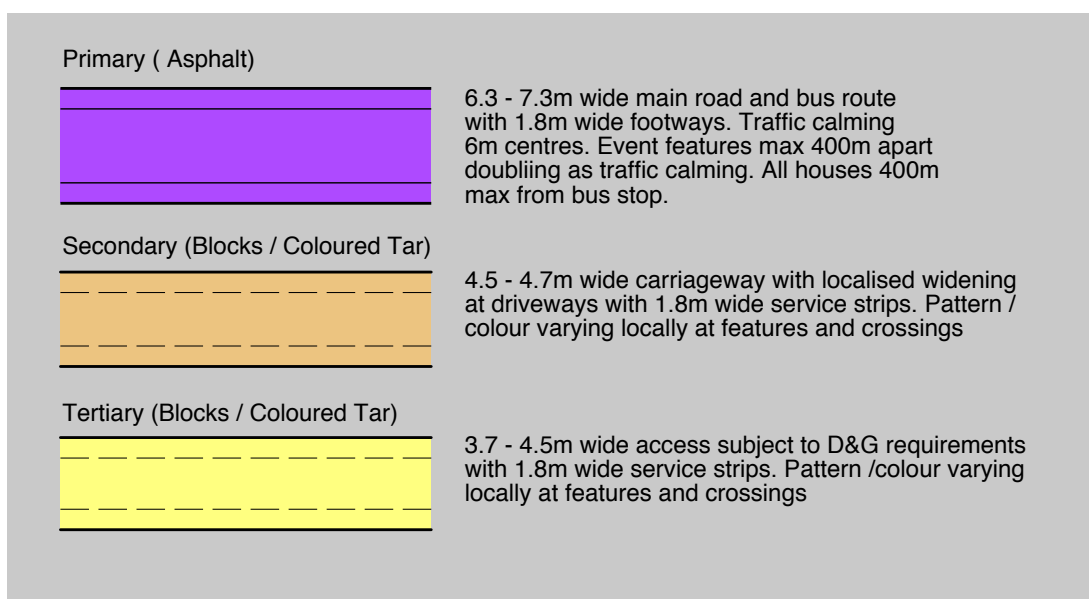 Primary ( Asphalt)
6.3 - 7.3m wide main road and bus route
with 1.8m wide footways. Traffic calming
6m centres. Event features max 400m apart
doubliing as traffic calming. All houses 400m
max from bus stop.
Secondary (Blocks / Coloured Tar)
4.5 - 4.7m wide carriageway with localised widening
at driveways with 1.8m wide service strips. Pattern /
colour varying locally at features and crossings
Tertiary (Blocks / Coloured Tar)
3.7 - 4.5m wide access subject to D&G requirements
with 1.8m wide service strips. Pattern /colour varying
locally at features and crossings